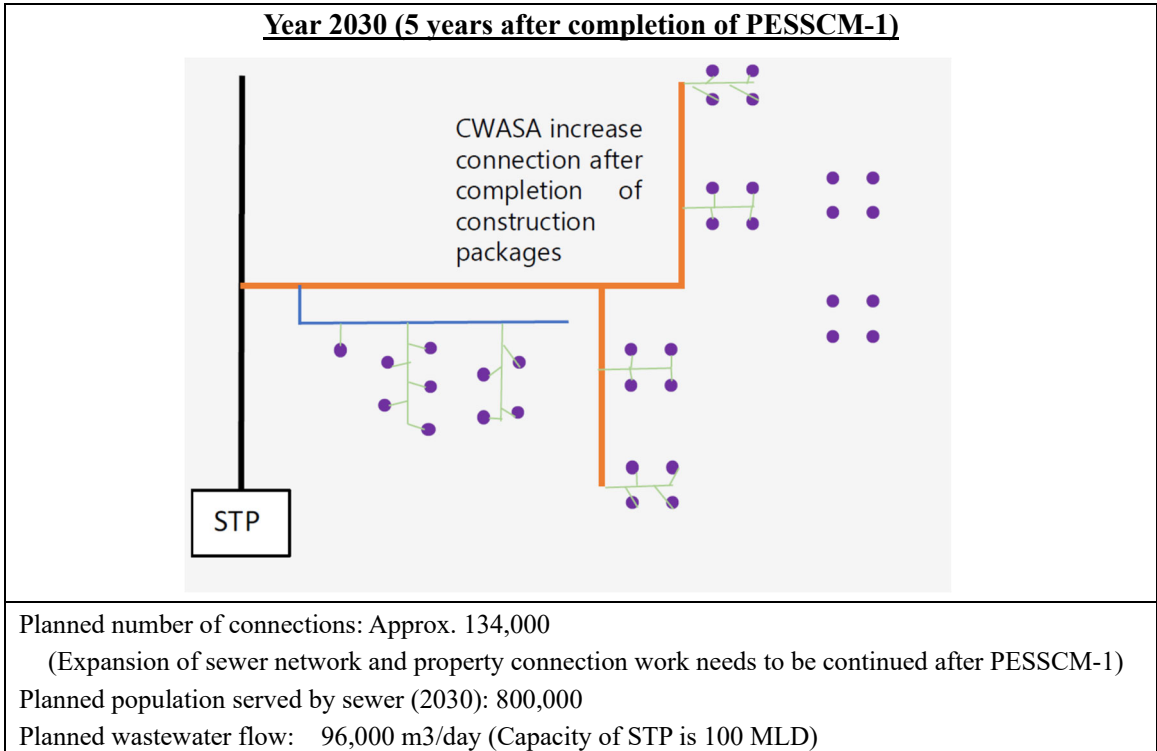 Year 2030 (5 years after completion of PESSCM-1)
CWASA increase
connection after
completion of
construction
packages
STP
Planned number of connections: Approx. 134,000
(Expansion of sewer network and property connection work needs to be continued after PESSCM-1)
Planned population served by sewer (2030): 800,000
Planned wastewater flow: 96,000 m3/day (Capacity of STP is 100 MLD)